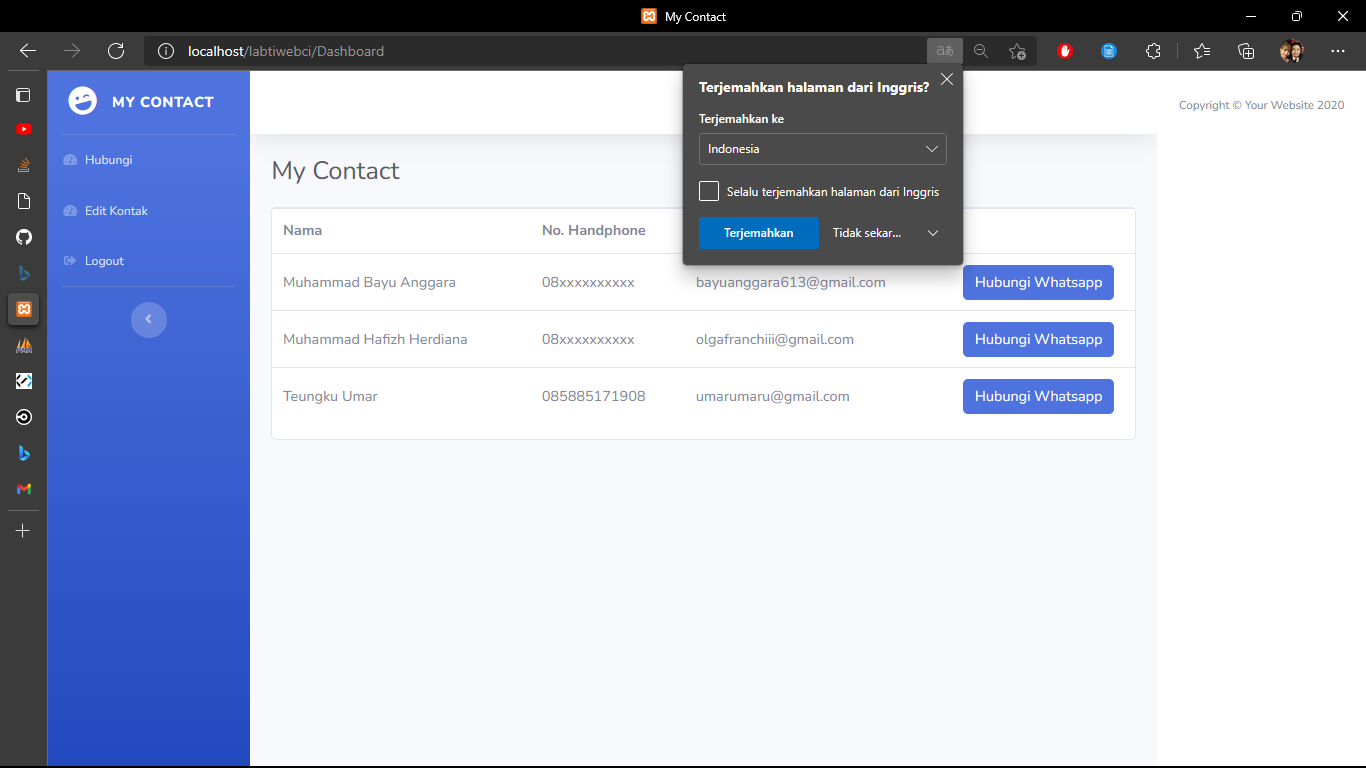 My Contact
localhost/labtiwebci/Dashboard
aあ
Terjemahkan halaman dari Inggris?
Terjemahkan ke
Indonesia
Selalu terjemahkan halaman dari Inggris
Terjemahkan
Tidak sekar...
MY CONTACT
Hubungi
Edit Kontak
Logout
My Contact
Nama No. Handphone
Muhammad Bayu Anggara 08xxxxxxxxxx bayuanggara613@gmail.com Hubungi Whatsapp
Muhammad Hafizh Herdiana 08xxxxxxxxxx olgafranchiii@gmail.com Hubungi Whatsapp
Teungku Umar 085885171908 umarumaru@gmail.com Hubungi Whatsapp
Copyright © Your Website 2020